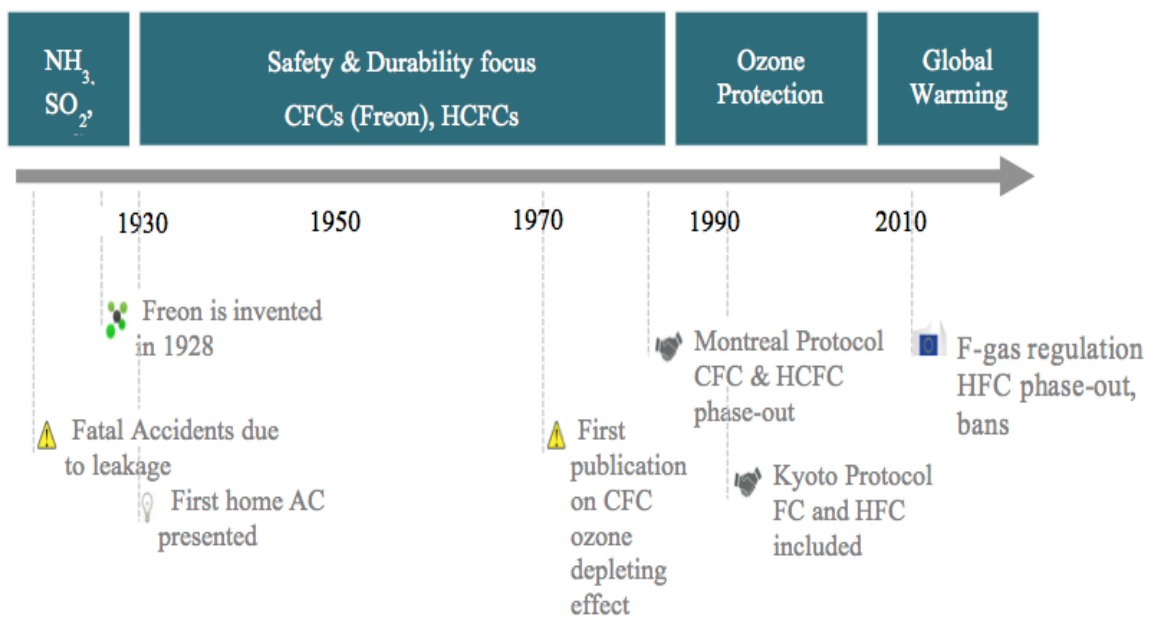 NH₃,
SO₂,
Safety & Durability focus
CFCs (Freon), HCFCs
Ozone
Protection
Global
Warming
1930
1950
1970
1990
2010
Freon is invented
in 1928
Montreal Protocol
CFC & HCFC
phase-out
F-gas regulation
HFC phase-out,
bans
Fatal Accidents due
to leakage
First home AC
presented
First
publication
on CFC
ozone
depleting
effect
Kyoto Protocol
FC and HFC
included